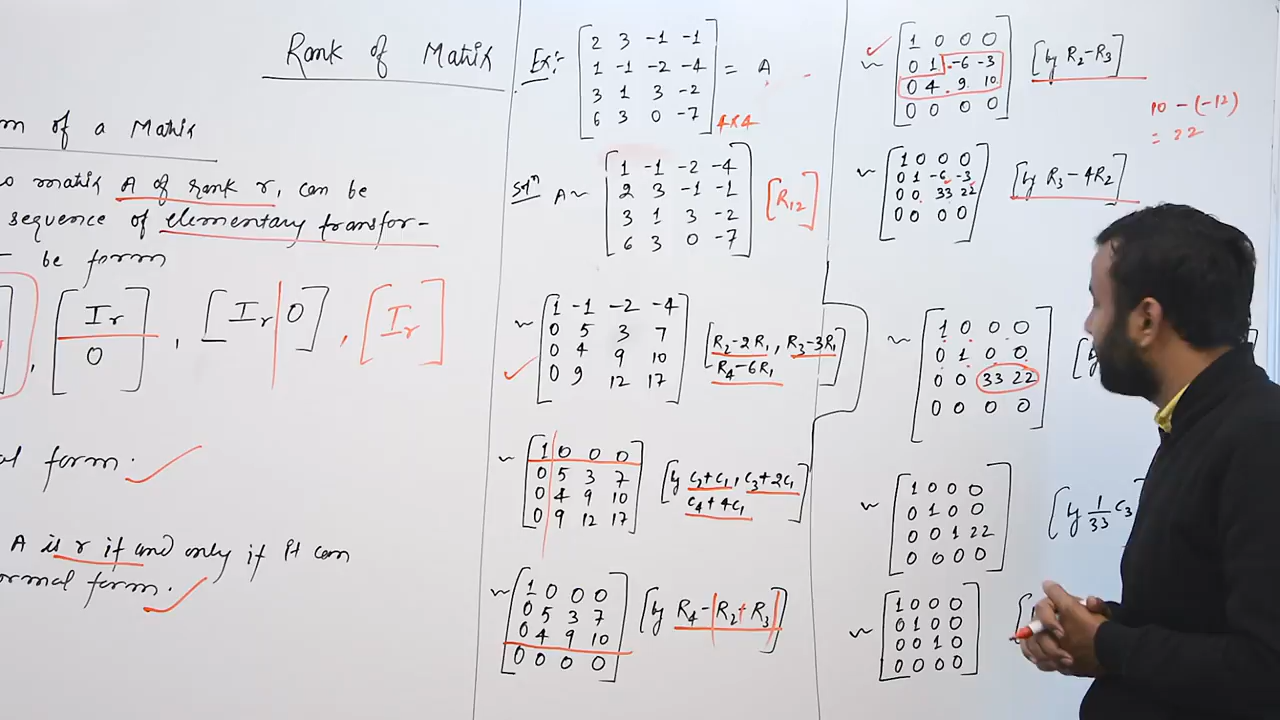 Rank of Matrix
m of a Matrix
o matrix A of rank r, can be
sequence of elementary transfor-
be form
[Ir / 0], [Ir | 0], [Ir]
al form.
A is r if and only if it can
ormal form.
Ex:-
2 3 -1 -1
1 -1 -2 -4 = A
3 1 3 -2
6 3 0 -7
4x4
Solⁿ A ~
1 -1 -2 -4
2 3 -1 -1 [R12]
3 1 3 -2
6 3 0 -7
~
1 -1 -2 -4
0 5 3 7 [R2-2R1, R3-3R1
0 4 9 10 R4-6R1]
0 9 12 17
~
1 0 0 0
0 5 3 7 [by C2+C1, C3+2C1
0 4 9 10 C4+4C1]
0 9 12 17
~
1 0 0 0
0 5 3 7 [by R4-|R2+R3|]
0 4 9 10
0 0 0 0
~
1 0 0 0
0 1 -6 -3 [by R2-R3]
0 4 9 10
0 0 0 0
10-(-12)
= 22
~
1 0 0 0
0 1 -6 -3 [by R3-4R2]
0 0 33 22
0 0 0 0
~
1 0 0 0
0 1 0 0
0 0 33 22
0 0 0 0
~
1 0 0 0
0 1 0 0 [by 1/33 C3
0 0 1 22
0 0 0 0
~
1 0 0 0
0 1 0 0
0 0 1 0
0 0 0 0